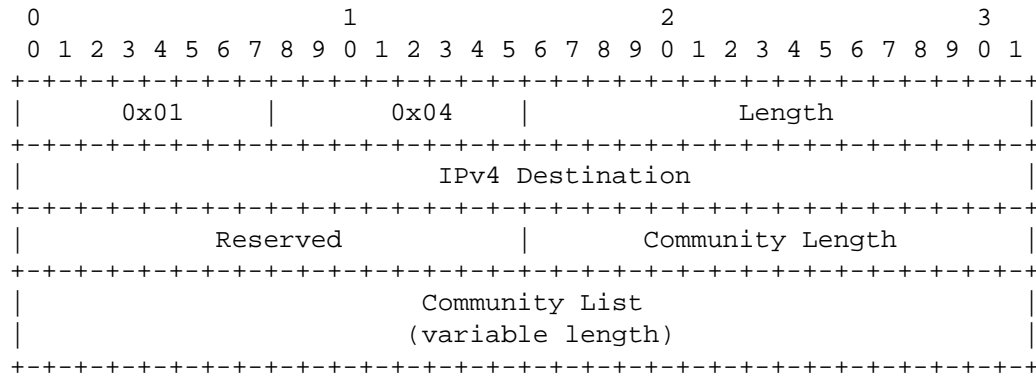 0                   1                   2                   3
0 1 2 3 4 5 6 7 8 9 0 1 2 3 4 5 6 7 8 9 0 1 2 3 4 5 6 7 8 9 0 1
+-+-+-+-+-+-+-+-+-+-+-+-+-+-+-+-+-+-+-+-+-+-+-+-+-+-+-+-+-+-+-+-+
|      0x01     |      0x04     |             Length            |
+-+-+-+-+-+-+-+-+-+-+-+-+-+-+-+-+-+-+-+-+-+-+-+-+-+-+-+-+-+-+-+-+
|                          IPv4 Destination                     |
+-+-+-+-+-+-+-+-+-+-+-+-+-+-+-+-+-+-+-+-+-+-+-+-+-+-+-+-+-+-+-+-+
|            Reserved           |       Community Length        |
+-+-+-+-+-+-+-+-+-+-+-+-+-+-+-+-+-+-+-+-+-+-+-+-+-+-+-+-+-+-+-+-+
|                         Community List                        |
|                        (variable length)                      |
+-+-+-+-+-+-+-+-+-+-+-+-+-+-+-+-+-+-+-+-+-+-+-+-+-+-+-+-+-+-+-+-+